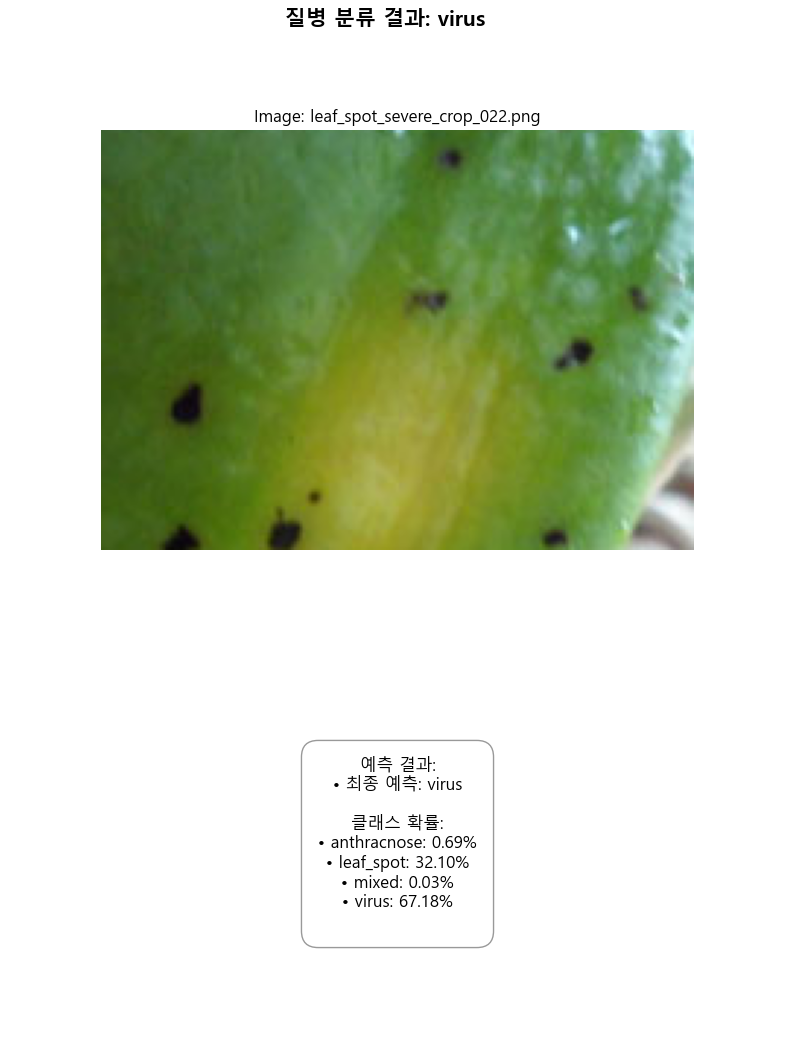 질병 분류 결과: virus
Image: leaf_spot_severe_crop_022.png
예측 결과:
• 최종 예측: virus
클래스 확률:
• anthracnose: 0.69%
• leaf_spot: 32.10%
• mixed: 0.03%
• virus: 67.18%